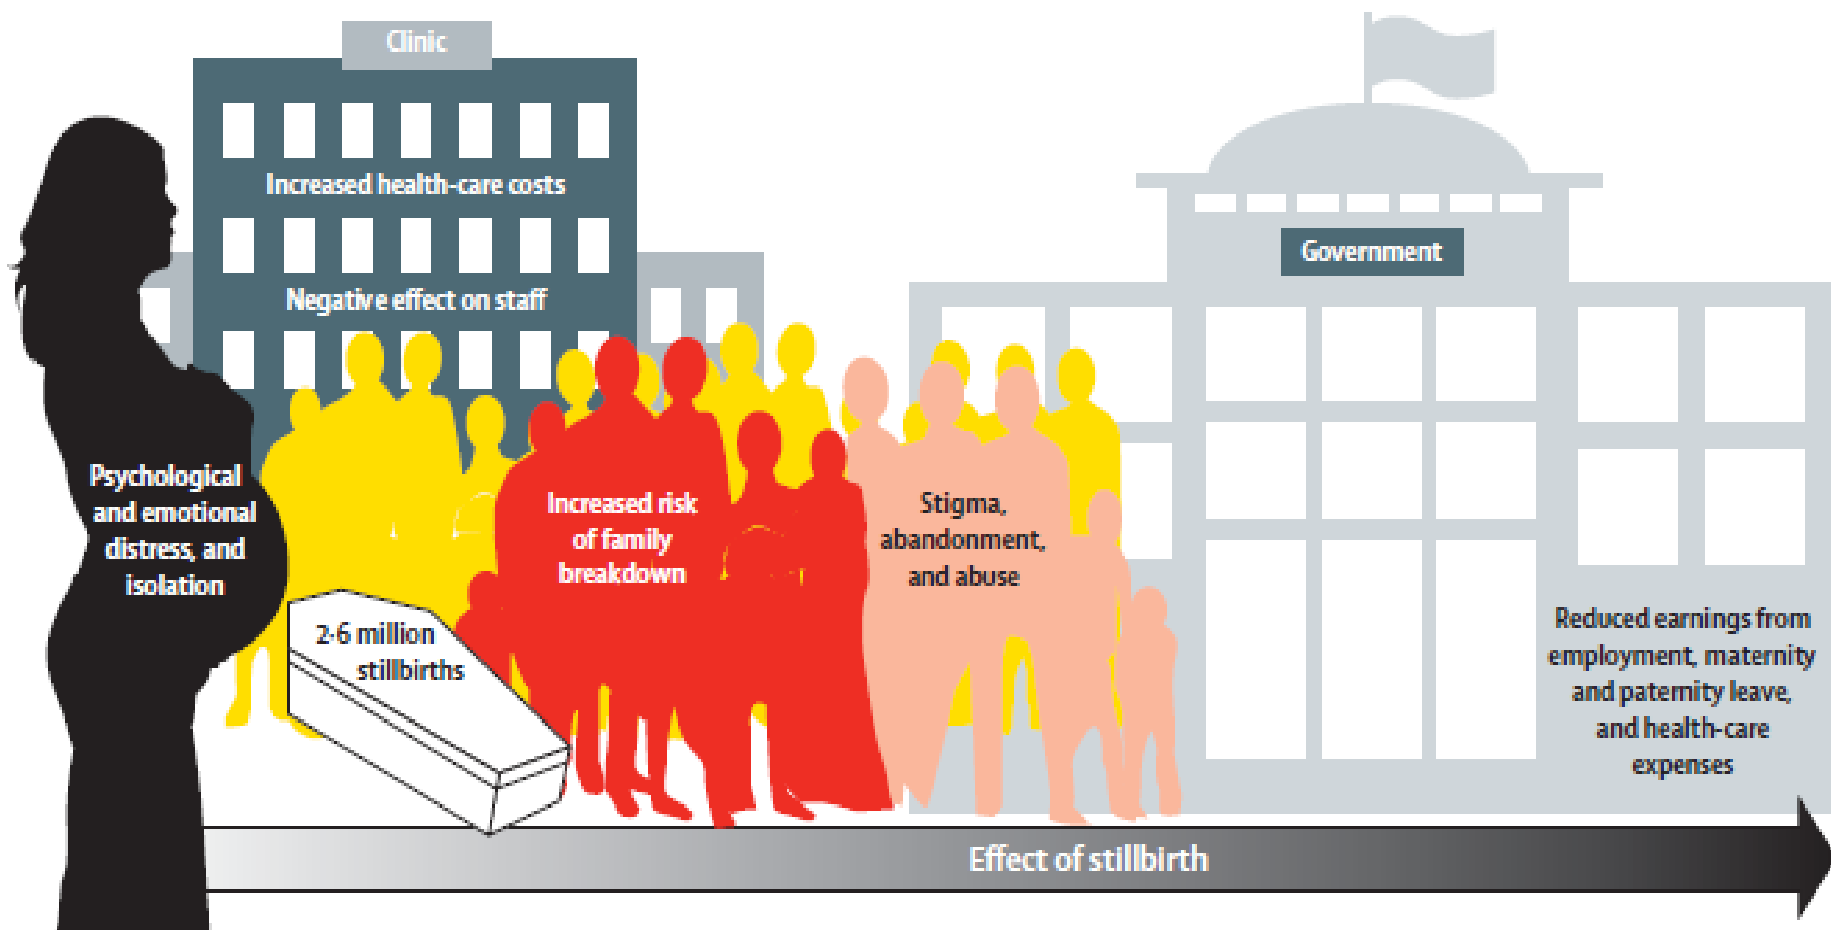 Clinic
Increased health-care costs
Negative effect on staff
Government
Psychological
and emotional
distress, and
isolation
2·6 million
stillbirths
Increased risk
of family
breakdown
Stigma,
abandonment,
and abuse
Reduced earnings from
employment, maternity
and paternity leave,
and health-care
expenses
Effect of stillbirth